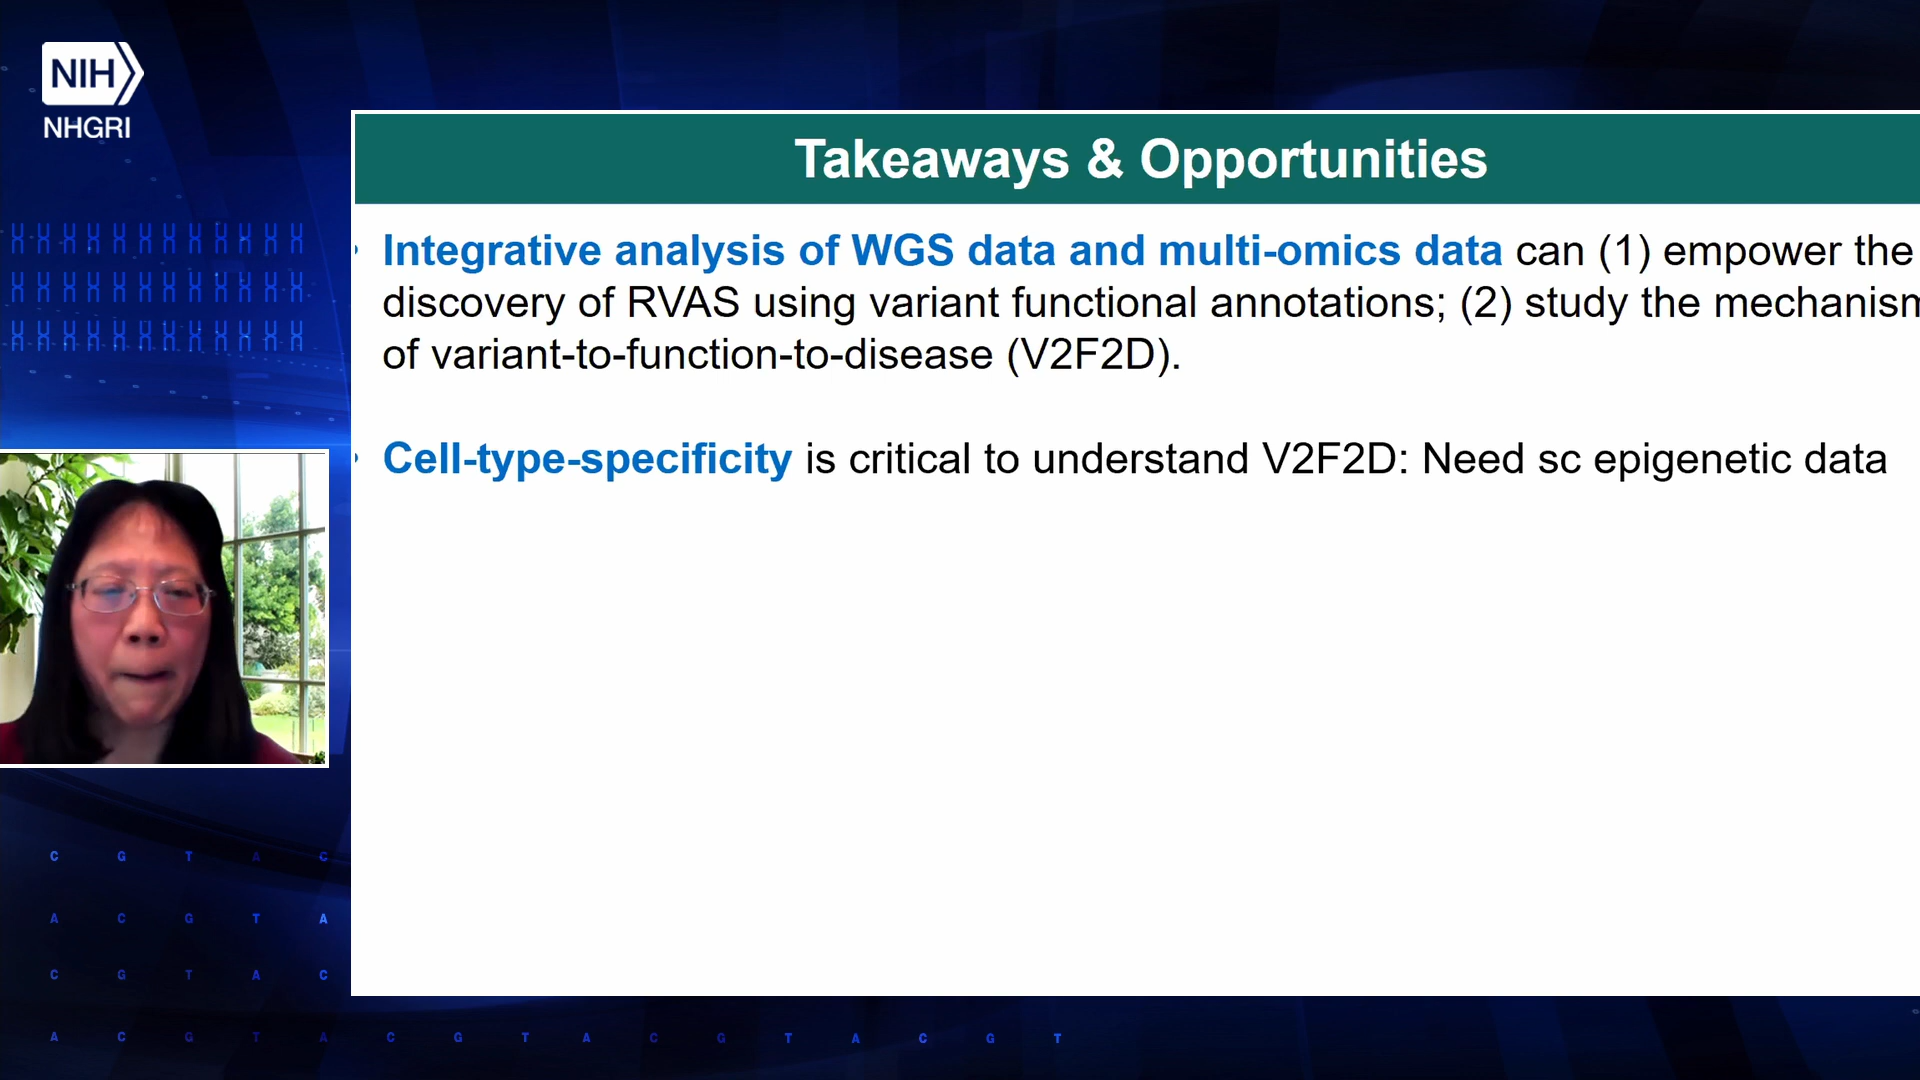 NIH
NHGRI
Takeaways & Opportunities
Integrative analysis of WGS data and multi-omics data can (1) empower the
discovery of RVAS using variant functional annotations; (2) study the mechanism
of variant-to-function-to-disease (V2F2D).
Cell-type-specificity is critical to understand V2F2D: Need sc epigenetic data
C G T A C
A C G T A
C G T A C
A C G T A C G T A C G T A C G T